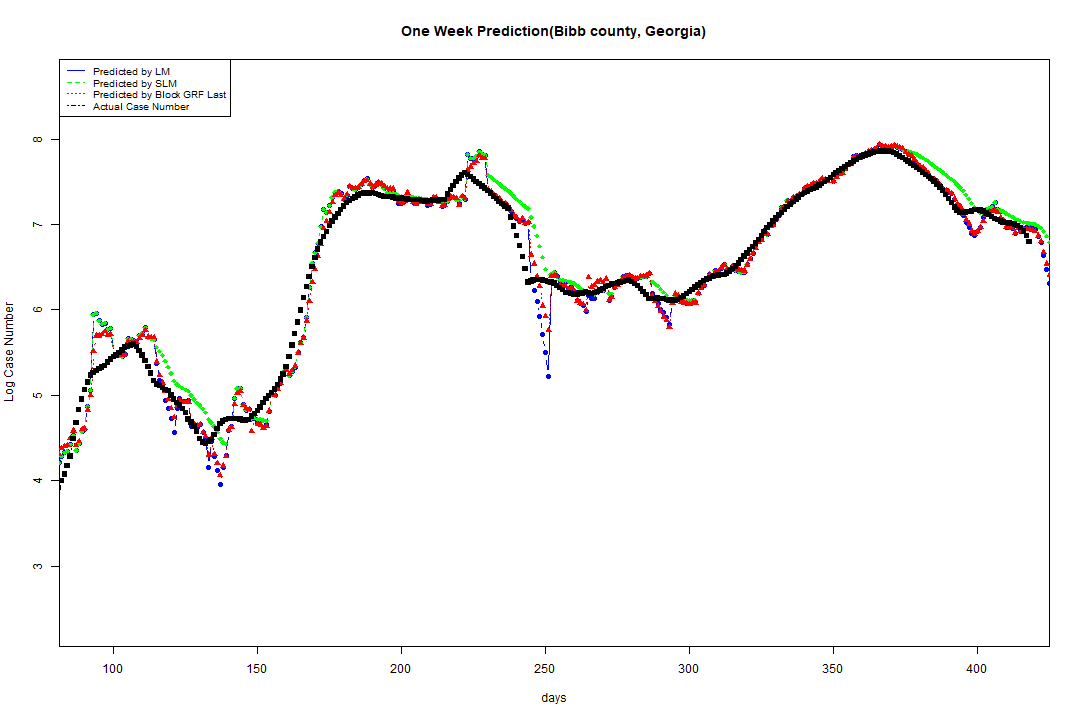 One Week Prediction(Bibb county, Georgia)
Predicted by LM
Predicted by SLM
Predicted by Block GRF Last
Actual Case Number
Log Case Number
8
7
6
5
4
3
100 150 200 250 300 350 400
days